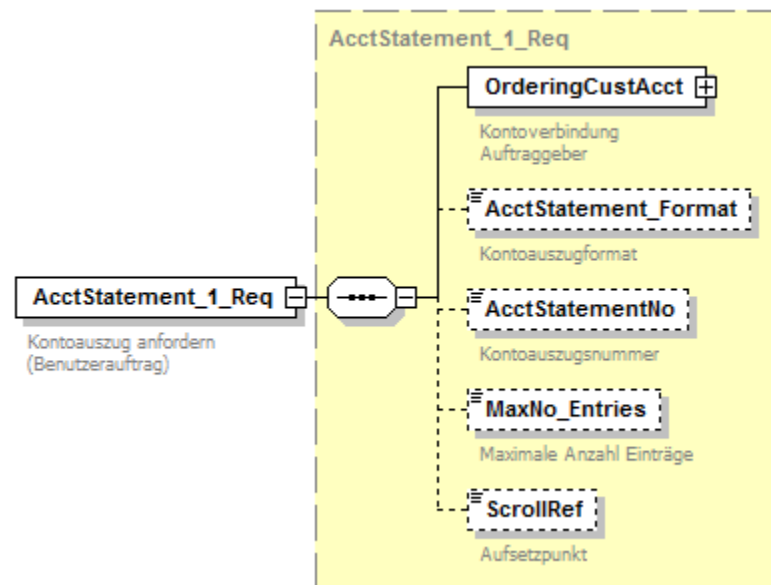 AcctStatement_1_Req
OrderingCustAcct
Kontoverbindung
Auftraggeber
AcctStatement_Format
Kontoauszugformat
AcctStatement_1_Req
Kontoauszug anfordern
(Benutzerauftrag)
AcctStatementNo
Kontoauszugsnummer
MaxNo_Entries
Maximale Anzahl Einträge
ScrollRef
Aufsetzpunkt